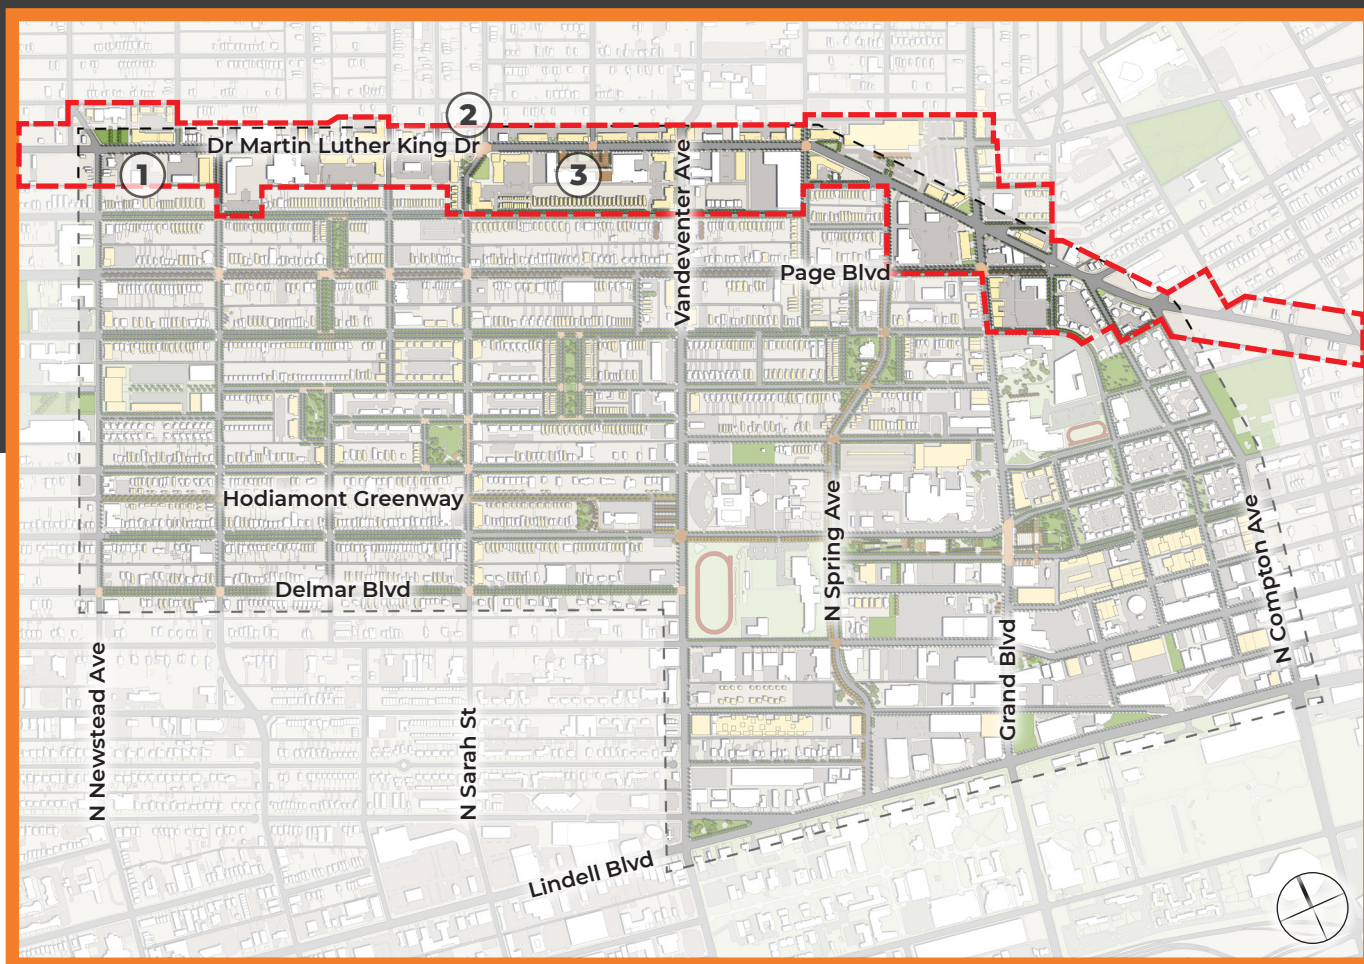 2
Dr Martin Luther King Dr
1
3
Vandeventer Ave
Page Blvd
Hodiamont Greenway
N Spring Ave
N Compton Ave
Delmar Blvd
N Newstead Ave
N Sarah St
Grand Blvd
Lindell Blvd